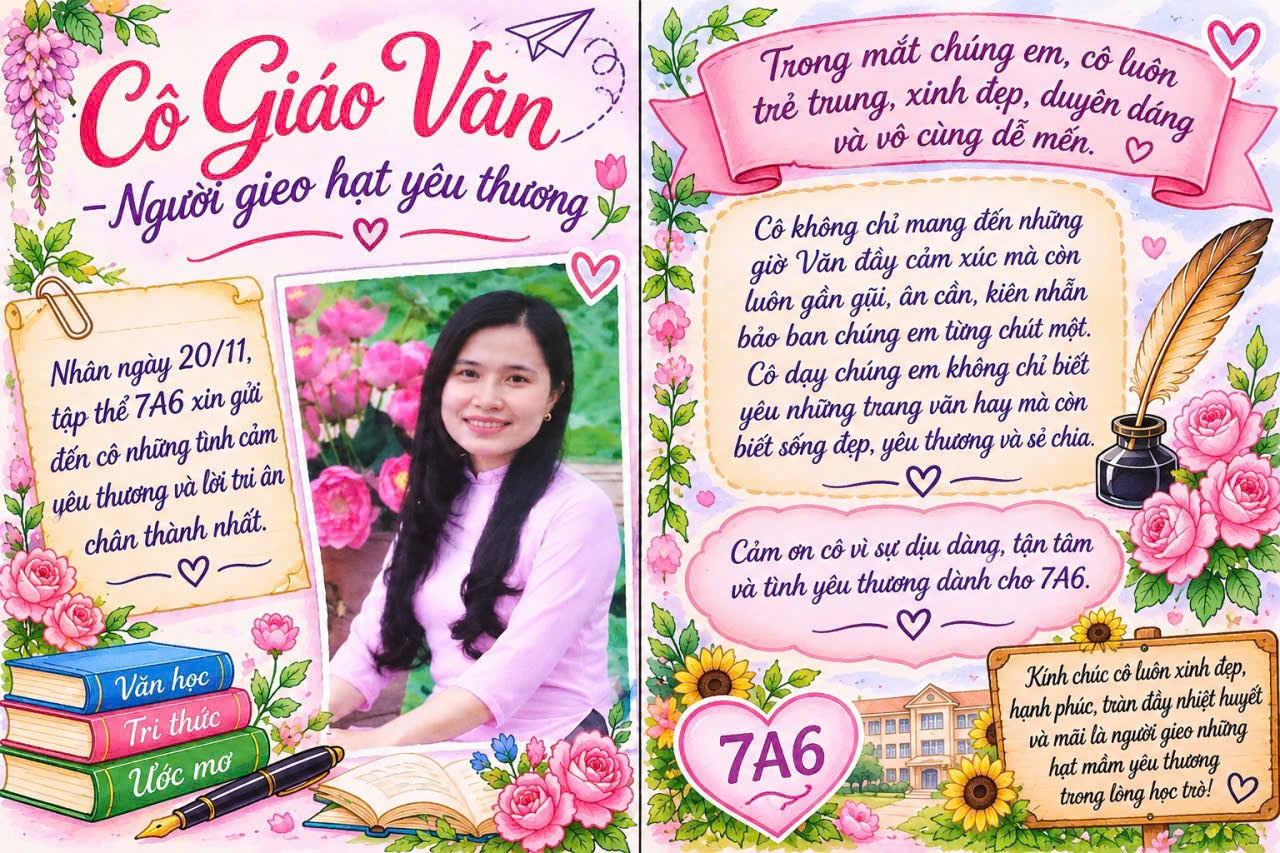 Cô Giáo Văn
– Người gieo hạt yêu thương
Nhân ngày 20/11,
tập thể 7A6 xin gửi
đến cô những tình cảm
yêu thương và lời tri ân
chân thành nhất.
Văn học
Tri thức
Ước mơ
Trong mắt chúng em, cô luôn
trẻ trung, xinh đẹp, duyên dáng
và vô cùng dễ mến.
Cô không chỉ mang đến những
giờ Văn đầy cảm xúc mà còn
luôn gần gũi, ân cần, kiên nhẫn
bảo ban chúng em từng chút một.
Cô dạy chúng em không chỉ biết
yêu những trang văn hay mà còn
biết sống đẹp, yêu thương và sẻ chia.
Cảm ơn cô vì sự dịu dàng, tận tâm
và tình yêu thương dành cho 7A6.
7A6
Kính chúc cô luôn xinh đẹp,
hạnh phúc, tràn đầy nhiệt huyết
và mãi là người gieo những
hạt mầm yêu thương
trong lòng học trò!